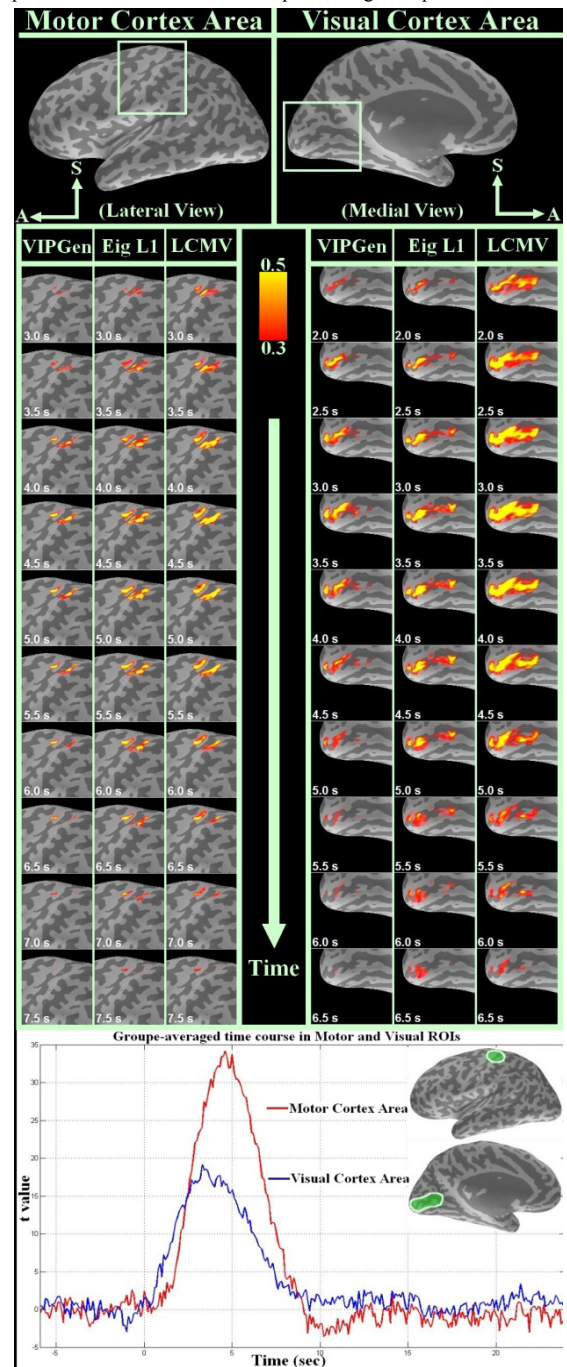 Motor Cortex Area
Visual Cortex Area
S
A
(Lateral View)
(Medial View)
S
A
VIPGen Eig L1 LCMV
0.5
0.3
VIPGen Eig L1 LCMV
3.0 s 3.0 s 3.0 s
2.0 s 2.0 s 2.0 s
3.5 s 3.5 s 3.5 s
2.5 s 2.5 s 2.5 s
4.0 s 4.0 s 4.0 s
3.0 s 3.0 s 3.0 s
4.5 s 4.5 s 4.5 s
3.5 s 3.5 s 3.5 s
5.0 s 5.0 s 5.0 s
4.0 s 4.0 s 4.0 s
5.5 s 5.5 s 5.5 s
4.5 s 4.5 s 4.5 s
6.0 s 6.0 s 6.0 s
5.0 s 5.0 s 5.0 s
6.5 s 6.5 s 6.5 s
5.5 s 5.5 s 5.5 s
7.0 s 7.0 s 7.0 s
6.0 s 6.0 s 6.0 s
7.5 s 7.5 s 7.5 s
6.5 s 6.5 s 6.5 s
Time
Groupe-averaged time course in Motor and Visual ROIs
35
30
25
20
15
10
5
0
-5
t value
Motor Cortex Area
Visual Cortex Area
-5 0 5 10 15 20
Time (sec)